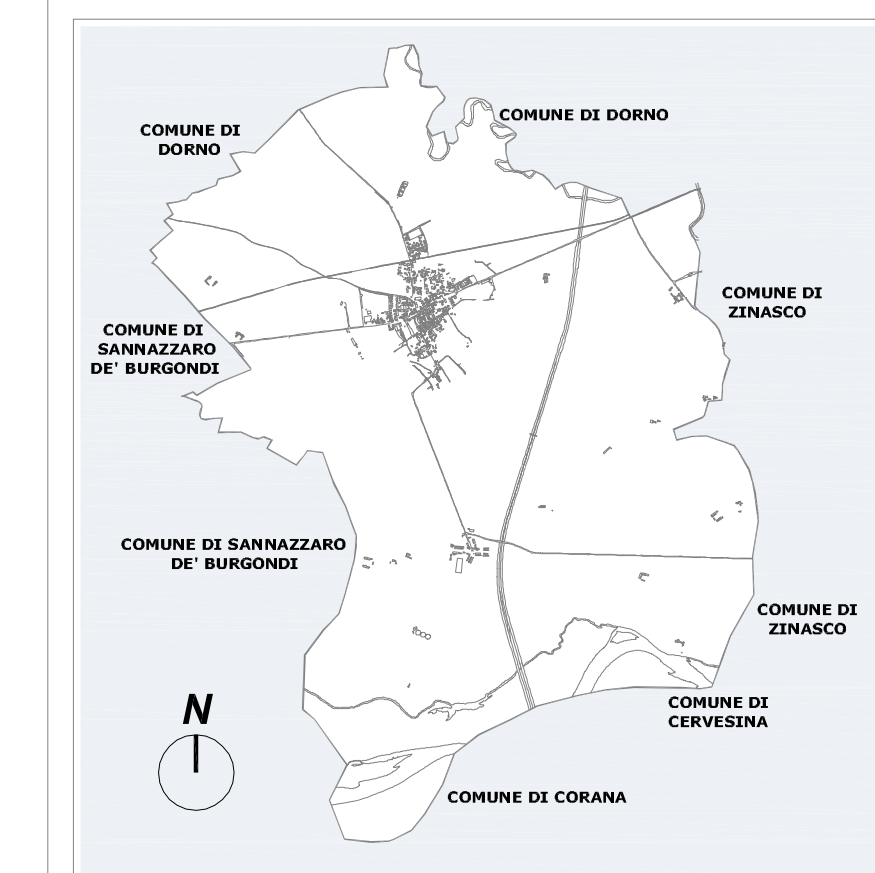 COMUNE DI DORNO
COMUNE DI
DORNO
COMUNE DI
ZINASCO
COMUNE DI
SANNAZZARO
DE' BURGONDI
COMUNE DI SANNAZZARO
DE' BURGONDI
COMUNE DI
ZINASCO
N
COMUNE DI
CERVESINA
COMUNE DI CORANA